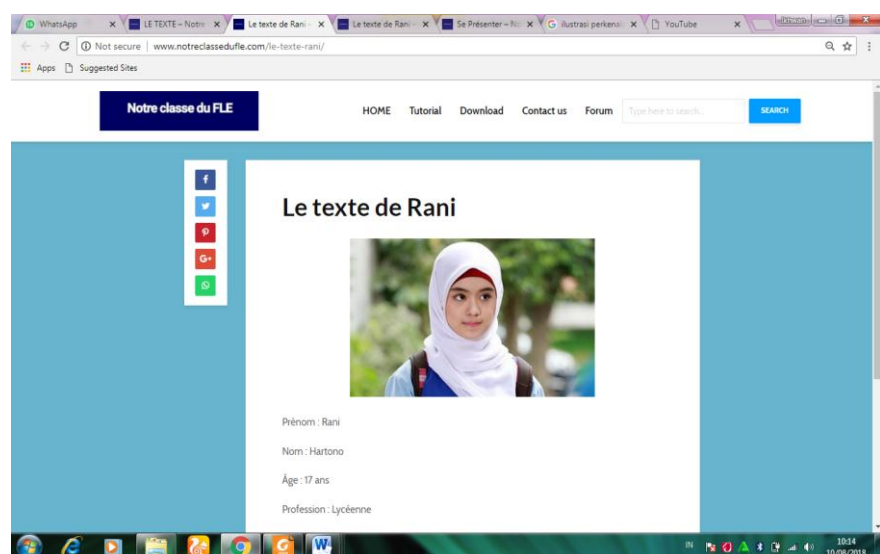 WhatsApp
LE TEXTE – Notre
Le texte de Rani -
Le texte de Rani -
Se Présenter – No
ilustrasi perkenal
YouTube
Not secure | www.notreclassedufle.com/le-texte-rani/
Apps
Suggested Sites
Notre classe du FLE
HOME
Tutorial
Download
Contact us
Forum
Type here to search...
SEARCH
Le texte de Rani
Prènom : Rani
Nom : Hartono
Âge : 17 ans
Profession : Lycéenne
IN
10:14
10/08/2018